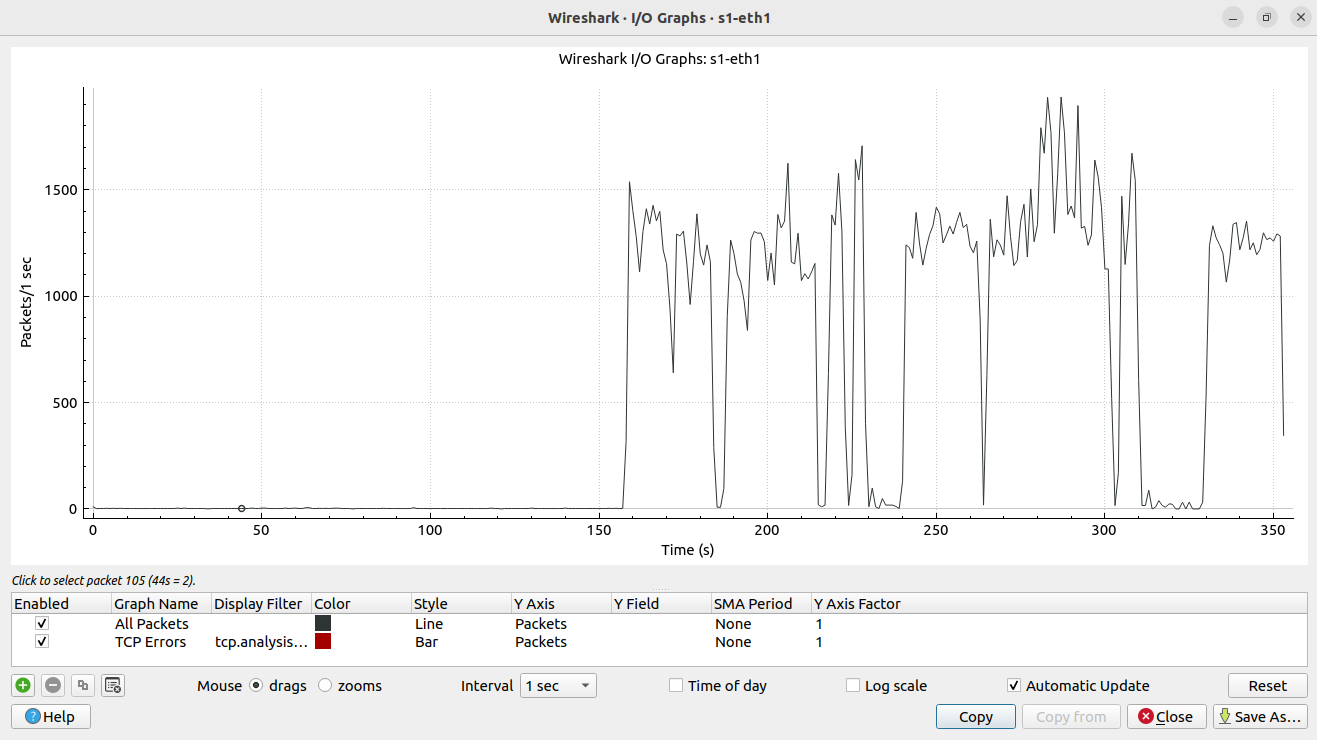 Wireshark · I/O Graphs · s1-eth1
Wireshark I/O Graphs: s1-eth1
Packets/1 sec
1500
1000
500
0
0 50 100 150 200 250 300 350
Time (s)
Click to select packet 105 (44s = 2).
Enabled Graph Name Display Filter Color Style Y Axis Y Field SMA Period Y Axis Factor
All Packets Line Packets None 1
TCP Errors tcp.analysis... Bar Packets None 1
Mouse drags zooms Interval 1 sec Time of day Log scale Automatic Update Reset
Help Copy Copy from Close Save As...